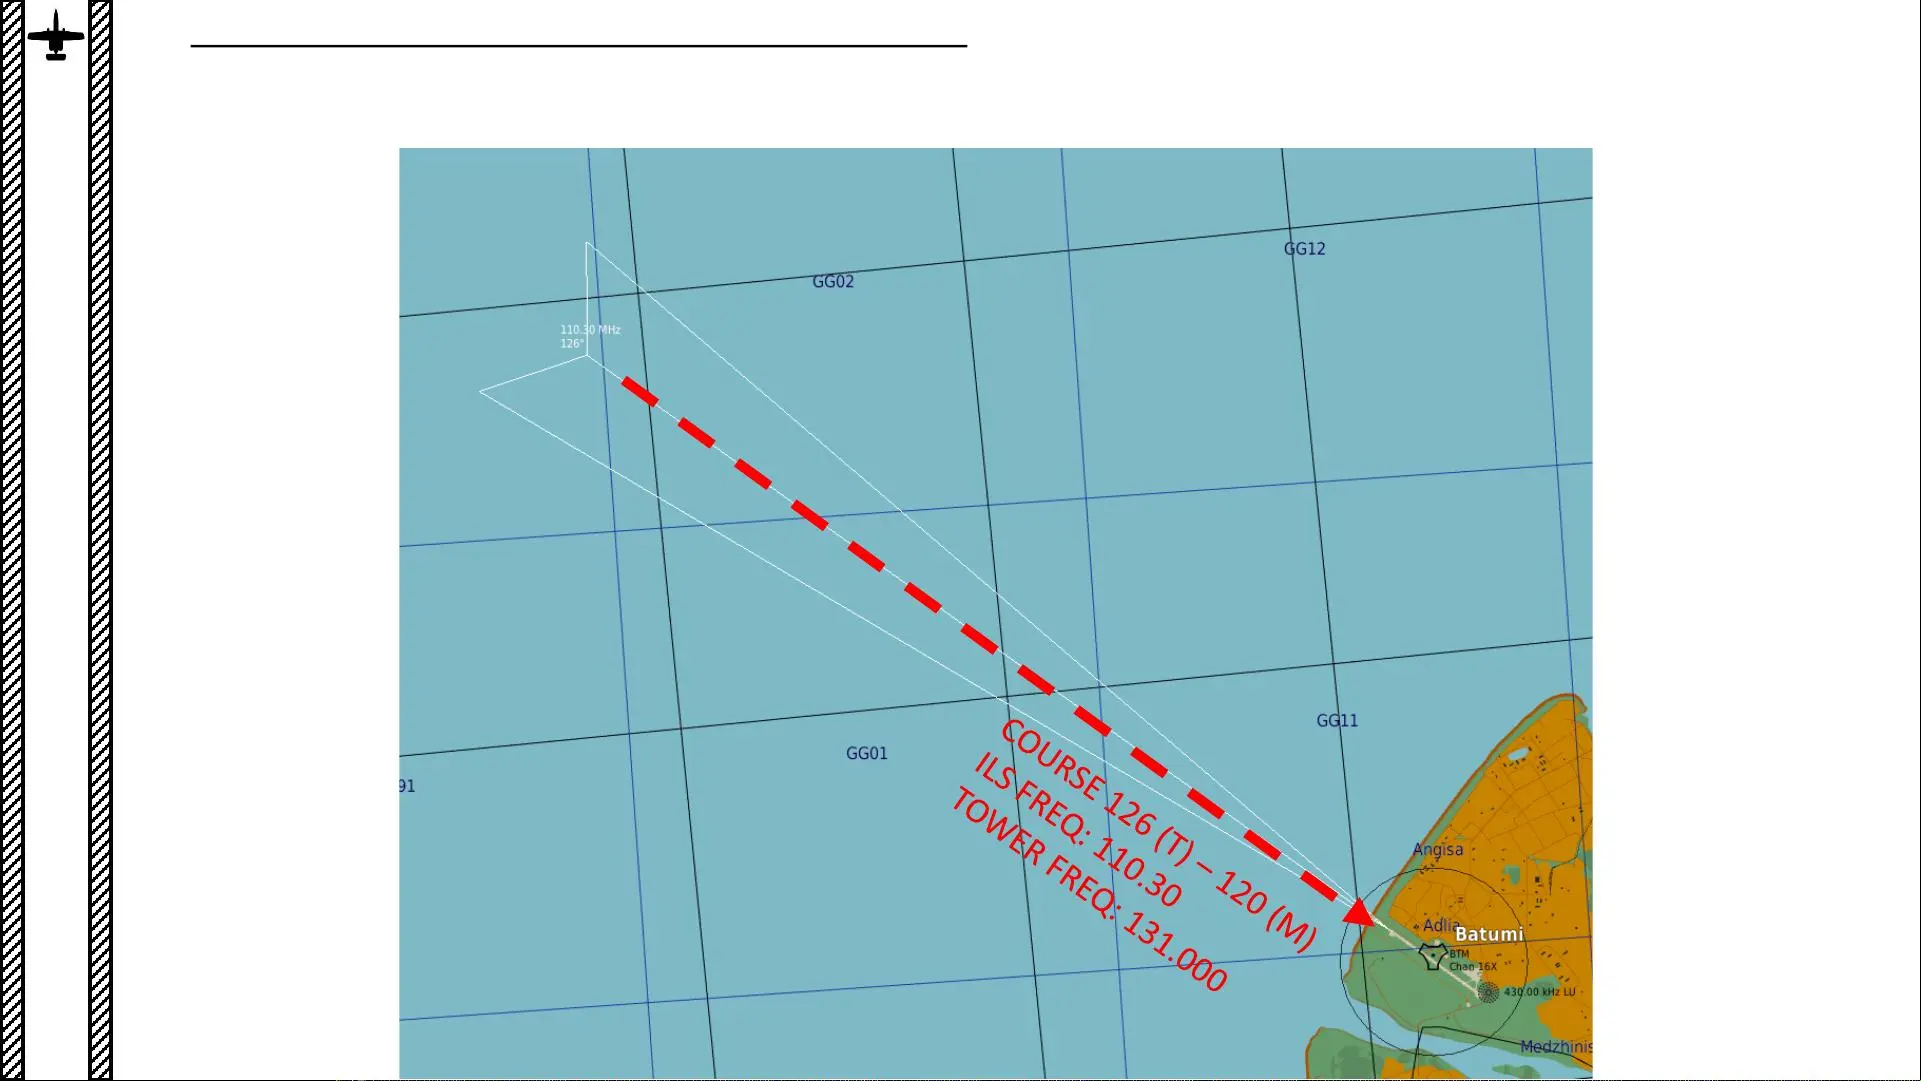 GG12
GG02
110.30 MHz
126°
GG11
GG01
91
COURSE 126 (T) – 120 (M)
ILS FREQ: 110.30
TOWER FREQ: 131.000
Angisa
Adlia
Batumi
BTM
Chan 16X
430.00 kHz LU
Medzhinis